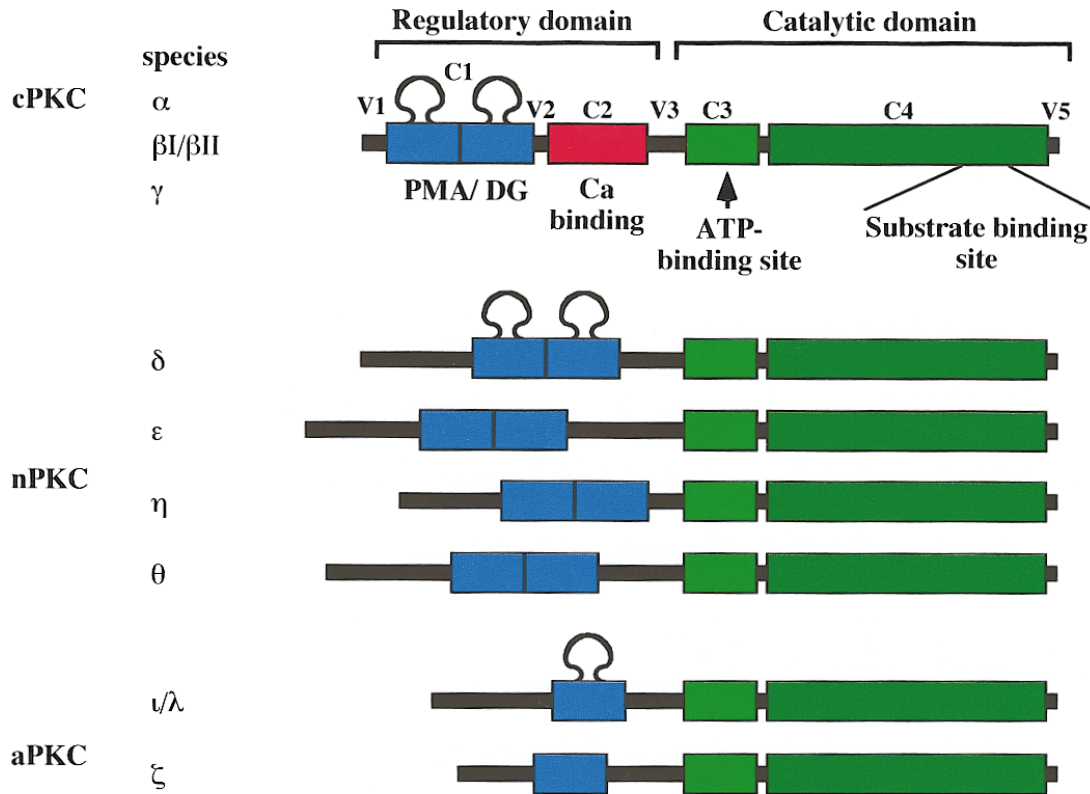 Regulatory domain
Catalytic domain
species
cPKC
α
C1
V1
V2
C2
V3
C3
C4
V5
βI/βII
γ
PMA/ DG
Ca
binding
ATP-
binding site
Substrate binding
site
δ
ε
nPKC
η
θ
ι/λ
aPKC
ζ